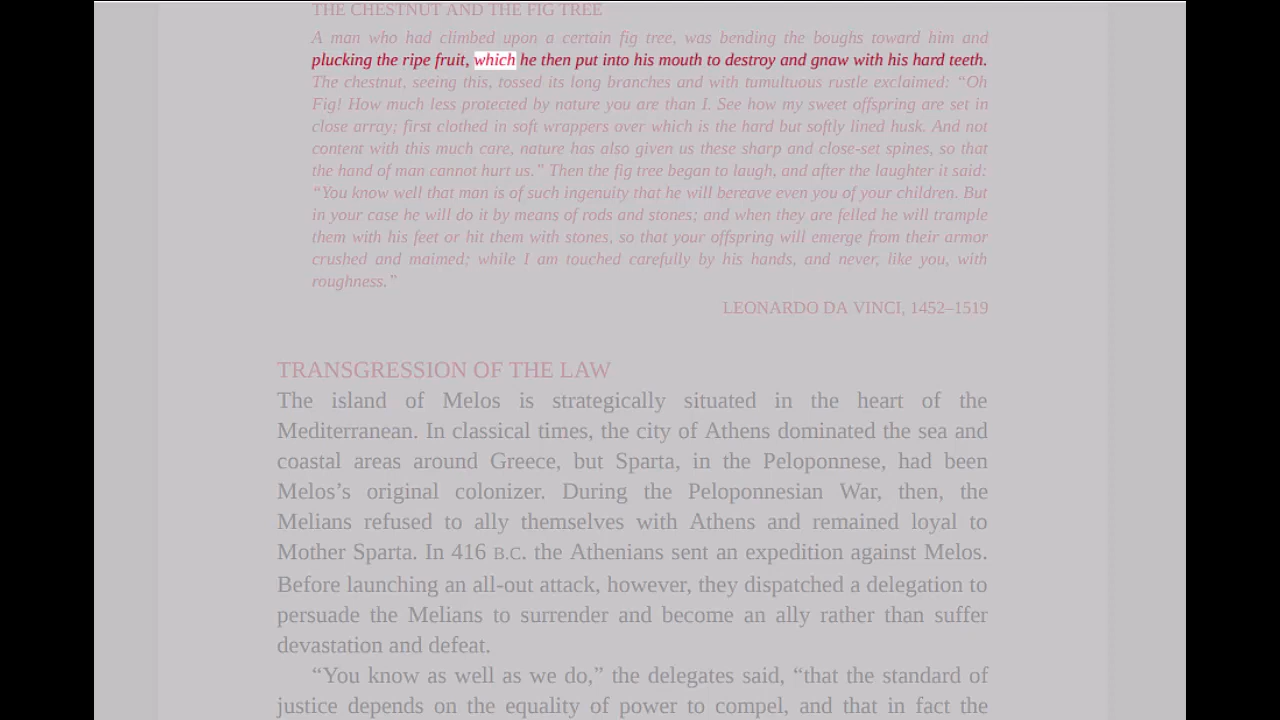 THE CHESTNUT AND THE FIG TREE
A man who had climbed upon a certain fig tree, was bending the boughs toward him and
plucking the ripe fruit, which he then put into his mouth to destroy and gnaw with his hard teeth.
The chestnut, seeing this, tossed its long branches and with tumultuous rustle exclaimed: “Oh
Fig! How much less protected by nature you are than I. See how my sweet offspring are set in
close array; first clothed in soft wrappers over which is the hard but softly lined husk. And not
content with this much care, nature has also given us these sharp and close-set spines, so that
the hand of man cannot hurt us.” Then the fig tree began to laugh, and after the laughter it said:
“You know well that man is of such ingenuity that he will bereave even you of your children. But
in your case he will do it by means of rods and stones; and when they are felled he will trample
them with his feet or hit them with stones, so that your offspring will emerge from their armor
crushed and maimed; while I am touched carefully by his hands, and never, like you, with
roughness.”
LEONARDO DA VINCI, 1452–1519
TRANSGRESSION OF THE LAW
The island of Melos is strategically situated in the heart of the
Mediterranean. In classical times, the city of Athens dominated the sea and
coastal areas around Greece, but Sparta, in the Peloponnese, had been
Melos’s original colonizer. During the Peloponnesian War, then, the
Melians refused to ally themselves with Athens and remained loyal to
Mother Sparta. In 416 B.C. the Athenians sent an expedition against Melos.
Before launching an all-out attack, however, they dispatched a delegation to
persuade the Melians to surrender and become an ally rather than suffer
devastation and defeat.
“You know as well as we do,” the delegates said, “that the standard of
justice depends on the equality of power to compel, and that in fact the